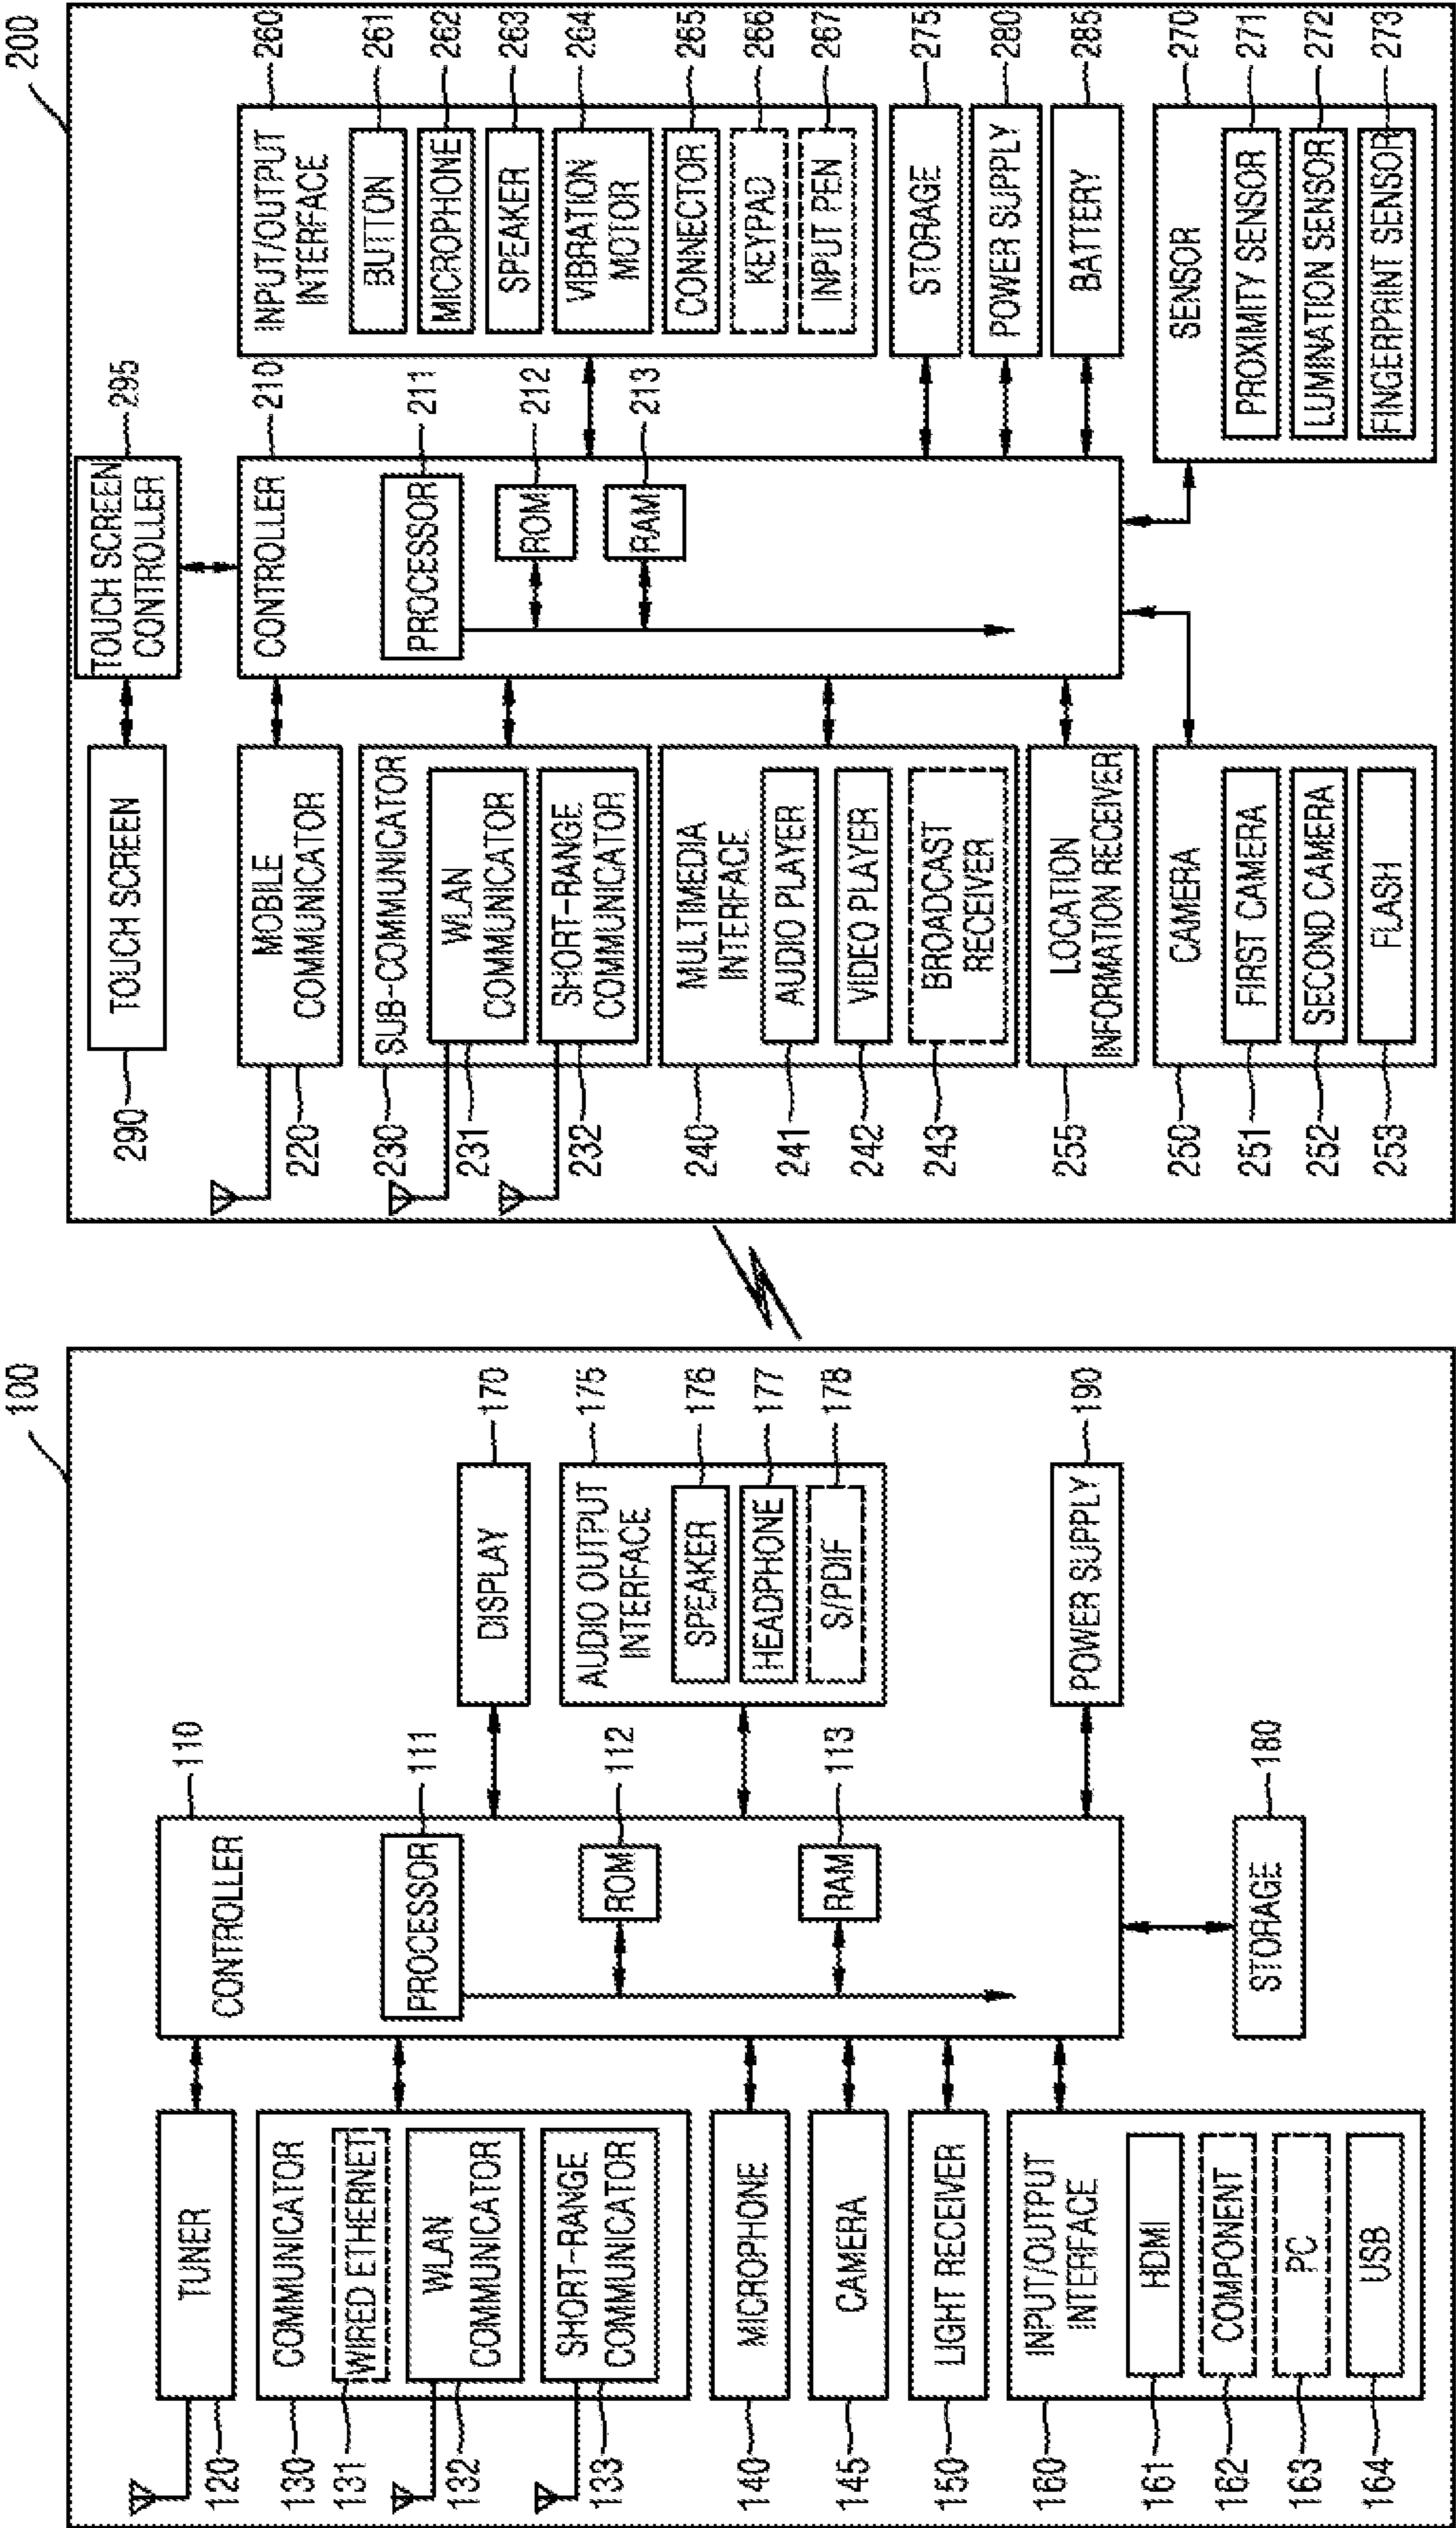 100
TUNER
120
COMMUNICATOR
130
WIRED ETHERNET
131
WLAN
COMMUNICATOR
132
SHORT-RANGE
COMMUNICATOR
133
MICROPHONE
140
CAMERA
145
LIGHT RECEIVER
150
INPUT/OUTPUT
INTERFACE
160
HDMI
161
COMPONENT
162
PC
163
USB
164
CONTROLLER
110
PROCESSOR
111
ROM
112
RAM
113
STORAGE
180
DISPLAY
170
AUDIO OUTPUT
INTERFACE
175
SPEAKER
176
HEADPHONE
177
S/PDIF
178
POWER SUPPLY
190
200
TOUCH SCREEN
290
TOUCH SCREEN
CONTROLLER
295
MOBILE
COMMUNICATOR
220
SUB-COMMUNICATOR
230
WLAN
COMMUNICATOR
231
SHORT-RANGE
COMMUNICATOR
232
MULTIMEDIA
INTERFACE
240
AUDIO PLAYER
241
VIDEO PLAYER
242
BROADCAST
RECEIVER
243
LOCATION
INFORMATION RECEIVER
255
CAMERA
250
FIRST CAMERA
251
SECOND CAMERA
252
FLASH
253
CONTROLLER
210
PROCESSOR
211
ROM
212
RAM
213
INPUT/OUTPUT
INTERFACE
260
BUTTON
261
MICROPHONE
262
SPEAKER
263
VIBRATION
MOTOR
264
CONNECTOR
265
KEYPAD
266
INPUT PEN
267
STORAGE
275
POWER SUPPLY
280
BATTERY
285
SENSOR
270
PROXIMITY SENSOR
271
LUMINATION SENSOR
272
FINGERPRINT SENSOR
273